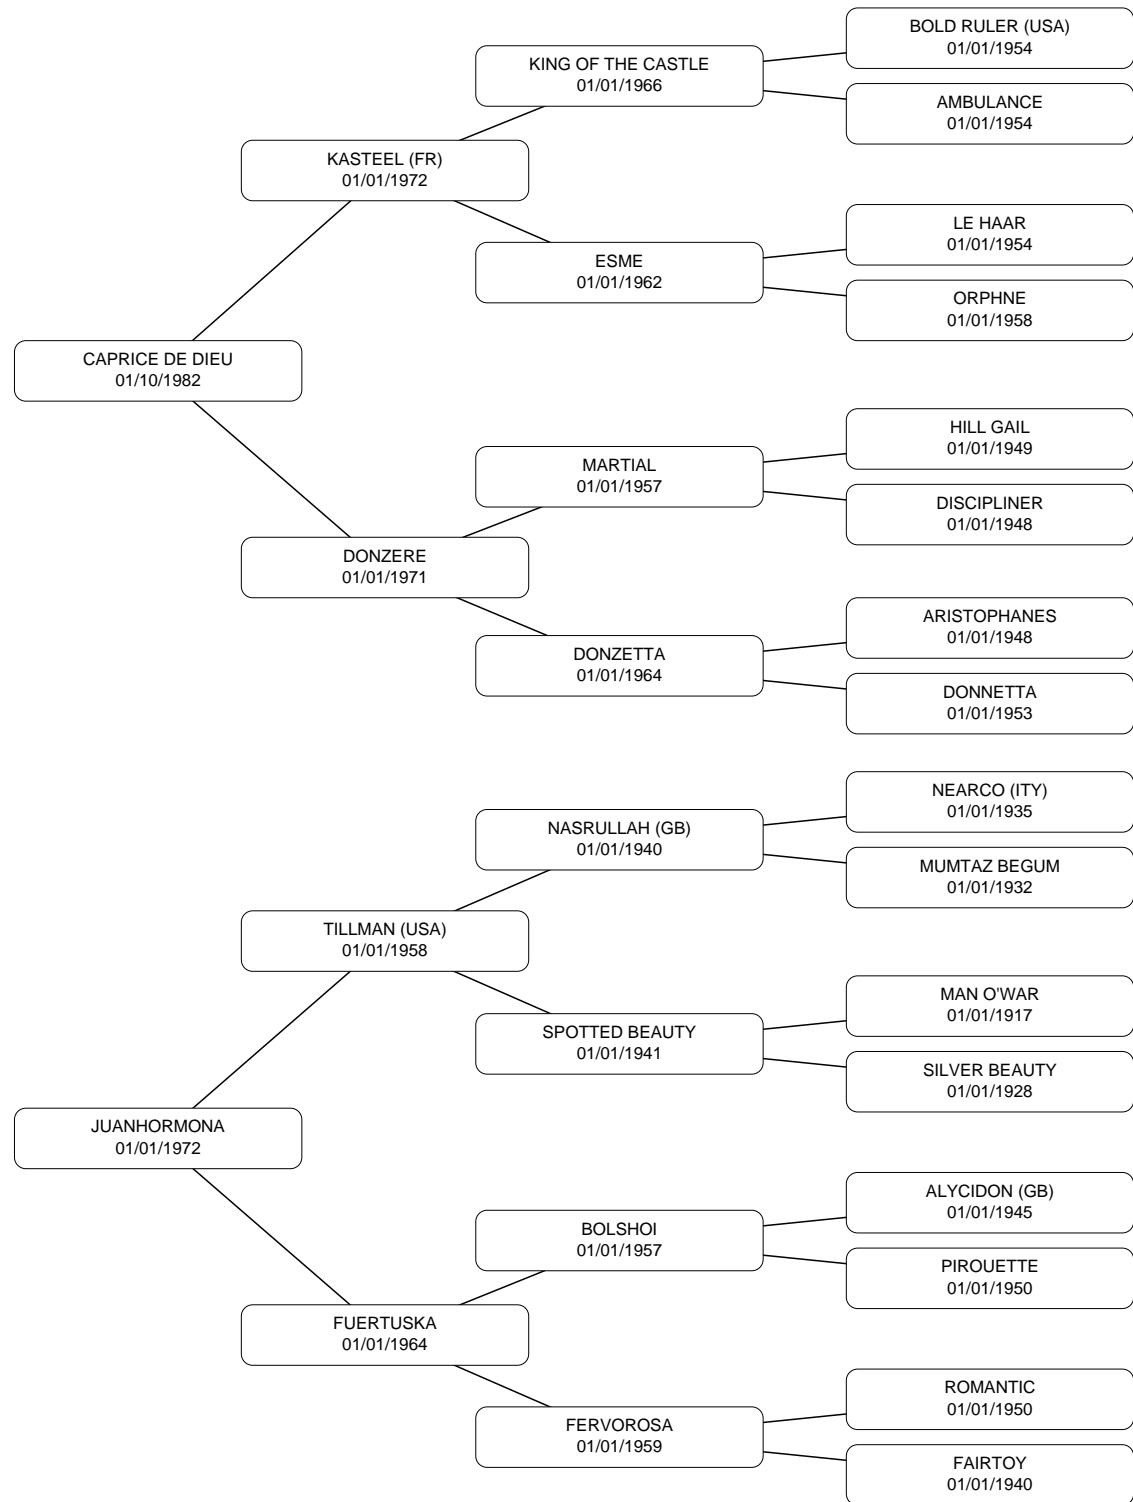 BOLD RULER (USA)
01/01/1954
KING OF THE CASTLE
01/01/1966
AMBULANCE
01/01/1954
KASTEEL (FR)
01/01/1972
LE HAAR
01/01/1954
ESME
01/01/1962
ORPHNE
01/01/1958
CAPRICE DE DIEU
01/10/1982
HILL GAIL
01/01/1949
MARTIAL
01/01/1957
DISCIPLINER
01/01/1948
DONZERE
01/01/1971
ARISTOPHANES
01/01/1948
DONZETTA
01/01/1964
DONNETTA
01/01/1953
NEARCO (ITY)
01/01/1935
NASRULLAH (GB)
01/01/1940
MUMTAZ BEGUM
01/01/1932
TILLMAN (USA)
01/01/1958
MAN O'WAR
01/01/1917
SPOTTED BEAUTY
01/01/1941
SILVER BEAUTY
01/01/1928
JUANHORMONA
01/01/1972
ALYCIDON (GB)
01/01/1945
BOLSHOI
01/01/1957
PIROUETTE
01/01/1950
FUERTUSKA
01/01/1964
ROMANTIC
01/01/1950
FERVOROSA
01/01/1959
FAIRTOY
01/01/1940